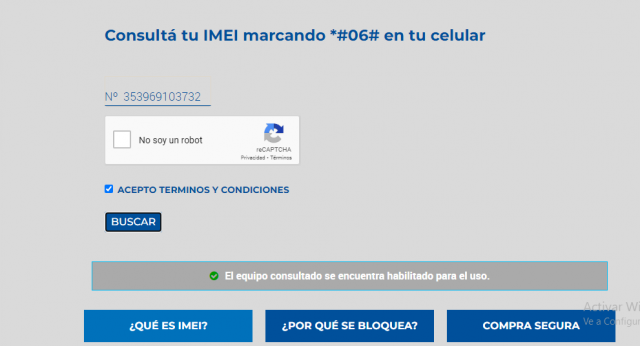 Consultá tu IMEI marcando *#06# en tu celular
Nº 353969103732
No soy un robot
reCAPTCHA
Privacidad - Términos
ACEPTO TERMINOS Y CONDICIONES
BUSCAR
El equipo consultado se encuentra habilitado para el uso.
Activar Wi
Ve a Configu
¿QUÉ ES IMEI?
¿POR QUÉ SE BLOQUEA?
COMPRA SEGURA